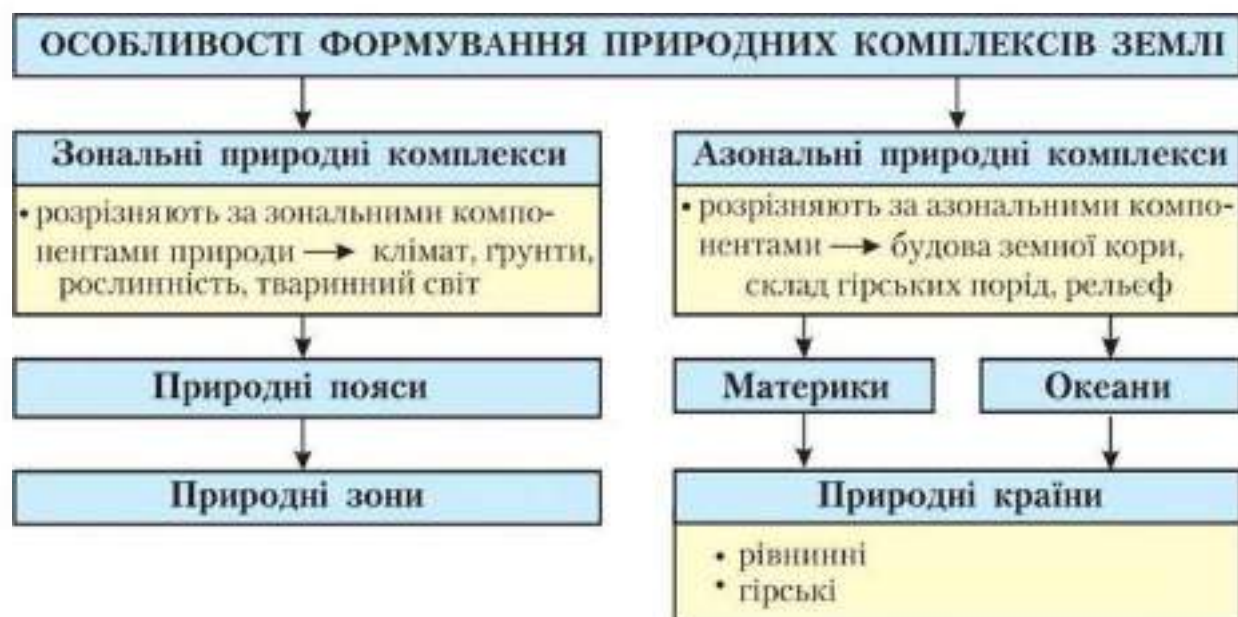 ОСОБЛИВОСТІ ФОРМУВАННЯ ПРИРОДНИХ КОМПЛЕКСІВ ЗЕМЛІ
Зональні природні комплекси
• розрізняють за зональними компо-
нентами природи → клімат, ґрунти,
рослинність, тваринний світ
Природні пояси
Природні зони
Азональні природні комплекси
• розрізняють за азональними компо-
нентами → будова земної кори,
склад гірських порід, рельєф
Материки
Океани
Природні країни
• рівнинні
• гірські